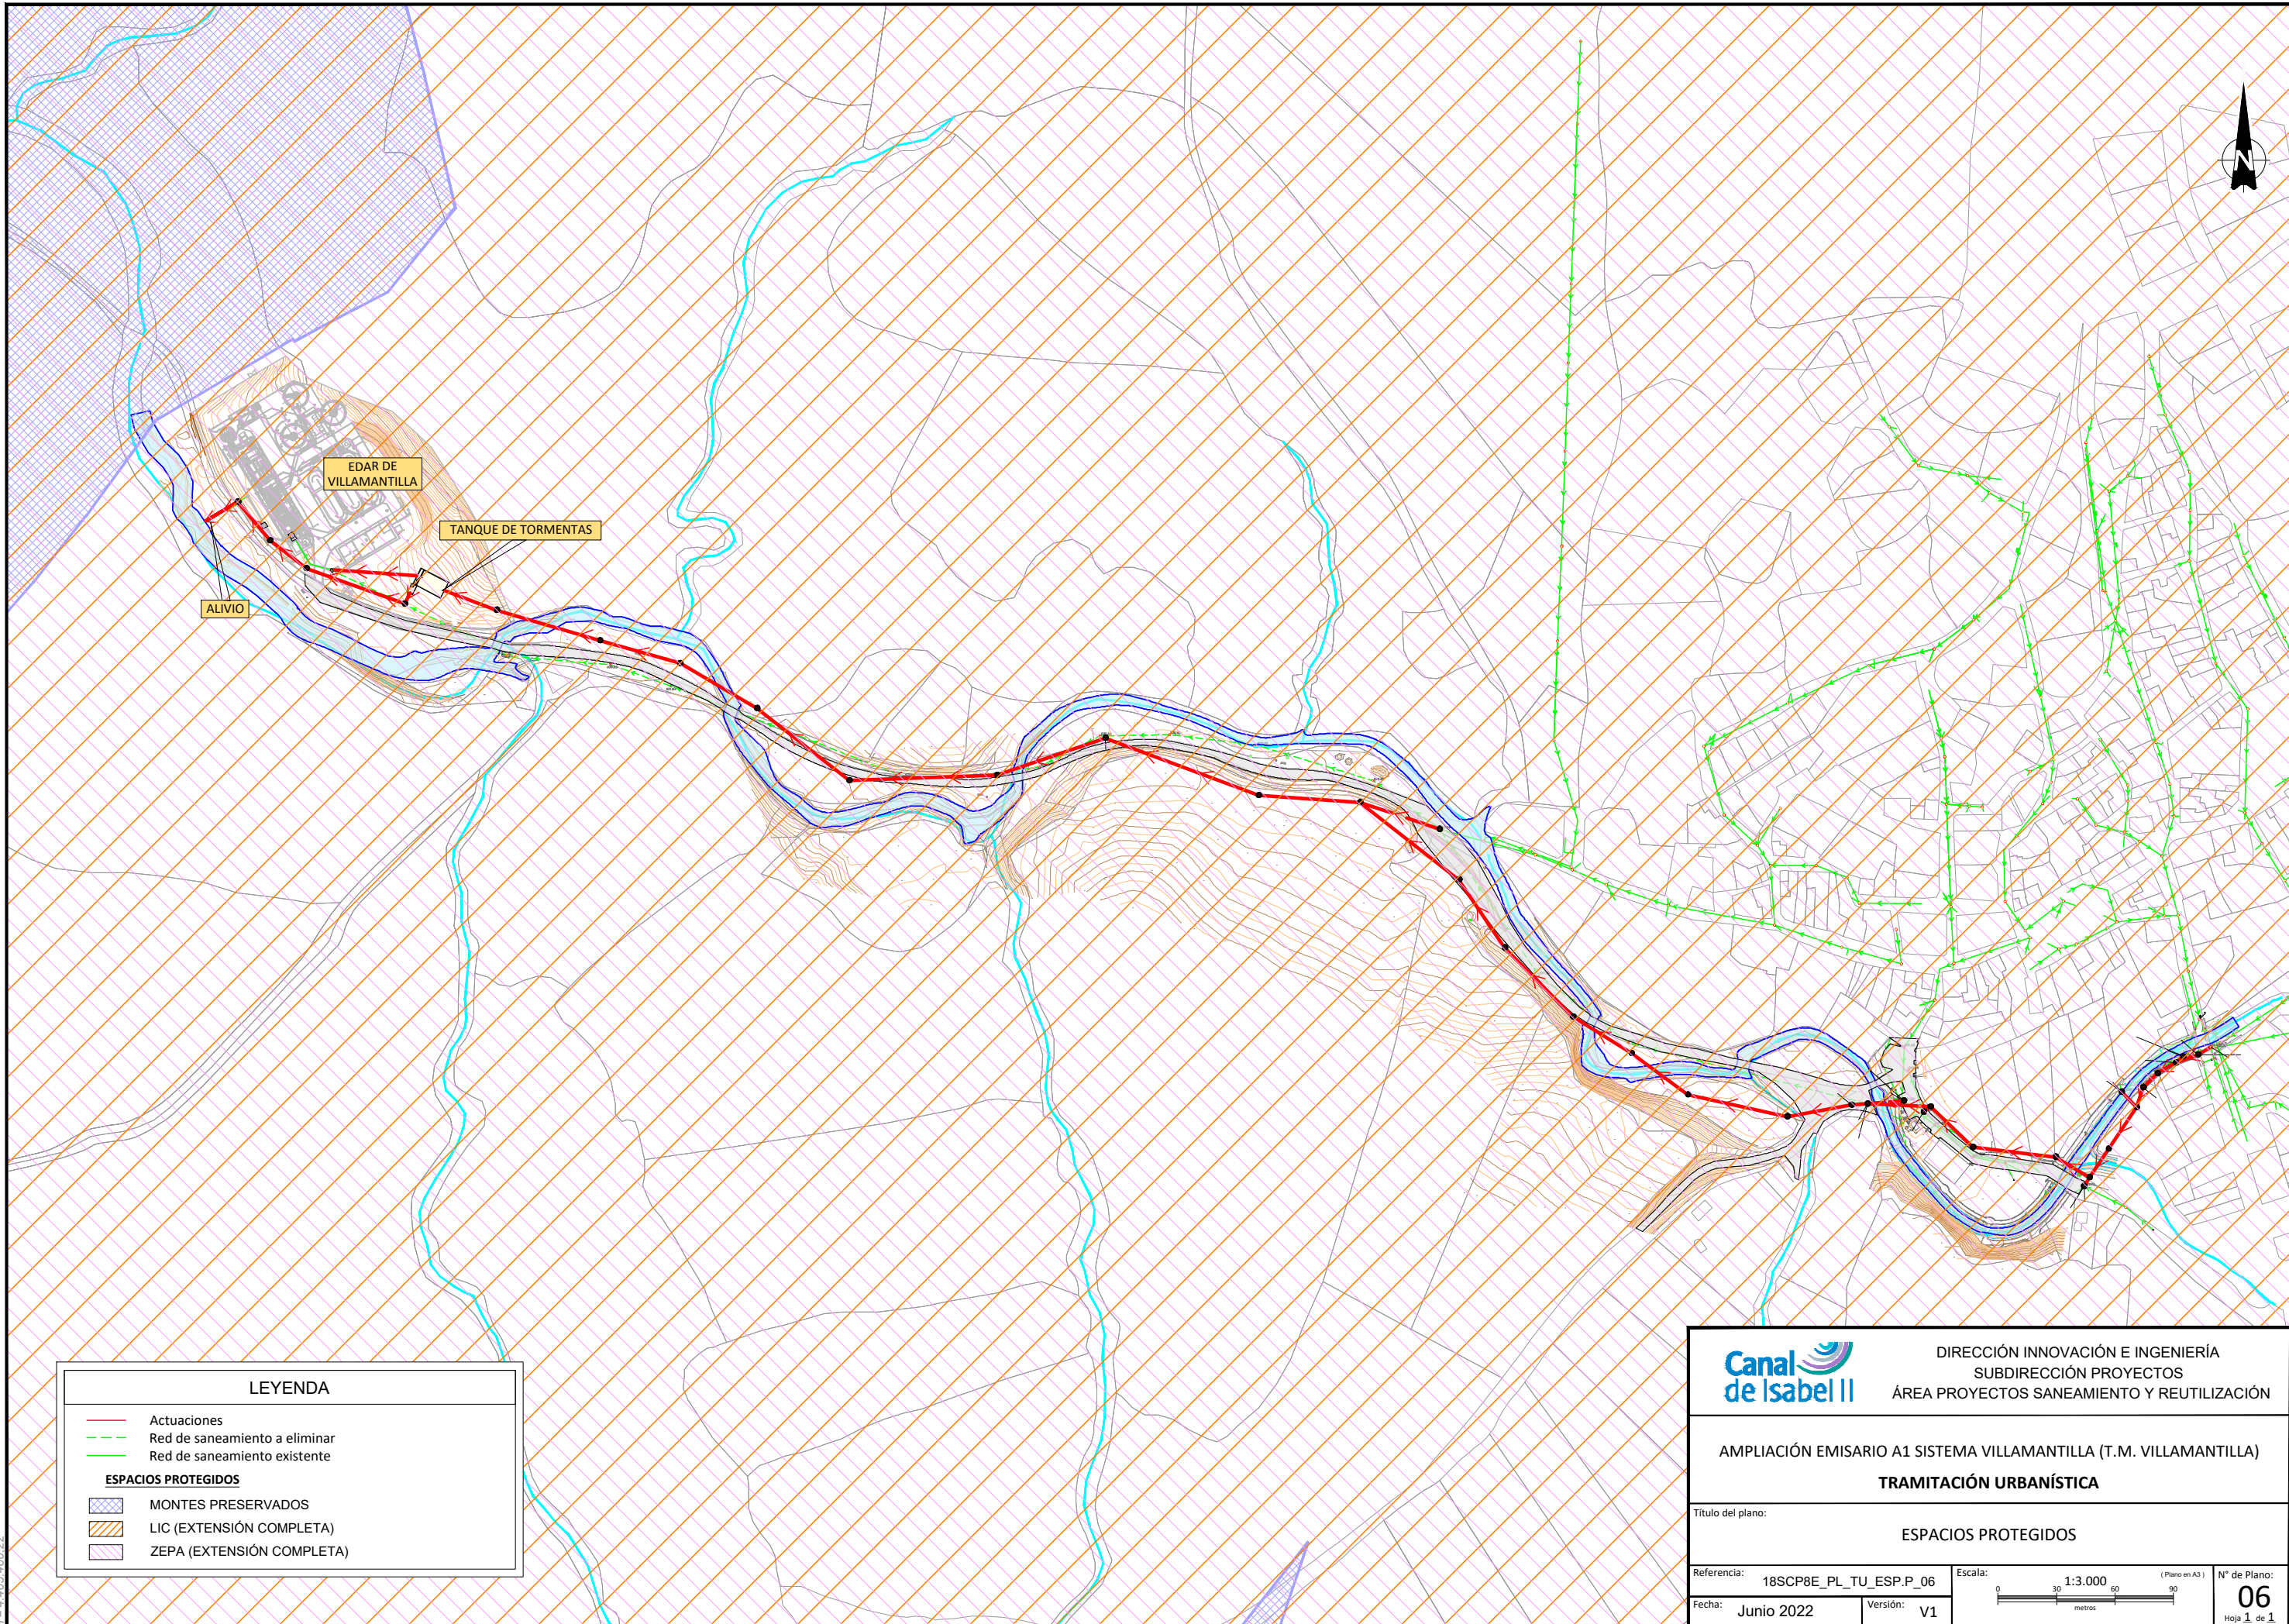 N
EDAR DE
VILLAMANTILLA
TANQUE DE TORMENTAS
ALIVIO
LEYENDA
Actuaciones
Red de saneamiento a eliminar
Red de saneamiento existente
ESPACIOS PROTEGIDOS
MONTES PRESERVADOS
LIC (EXTENSIÓN COMPLETA)
ZEPA (EXTENSIÓN COMPLETA)
Canal
de Isabel II
DIRECCIÓN INNOVACIÓN E INGENIERÍA
SUBDIRECCIÓN PROYECTOS
ÁREA PROYECTOS SANEAMIENTO Y REUTILIZACIÓN
AMPLIACIÓN EMISARIO A1 SISTEMA VILLAMANTILLA (T.M. VILLAMANTILLA)
TRAMITACIÓN URBANÍSTICA
Título del plano:
ESPACIOS PROTEGIDOS
Referencia:
18SCP8E_PL_TU_ESP.P_06
Escala:
1:3.000
( Plano en A3 )
0 30 60 90
metros
Nº de Plano:
06
Hoja 1 de 1
Fecha:
Junio 2022
Versión:
V1